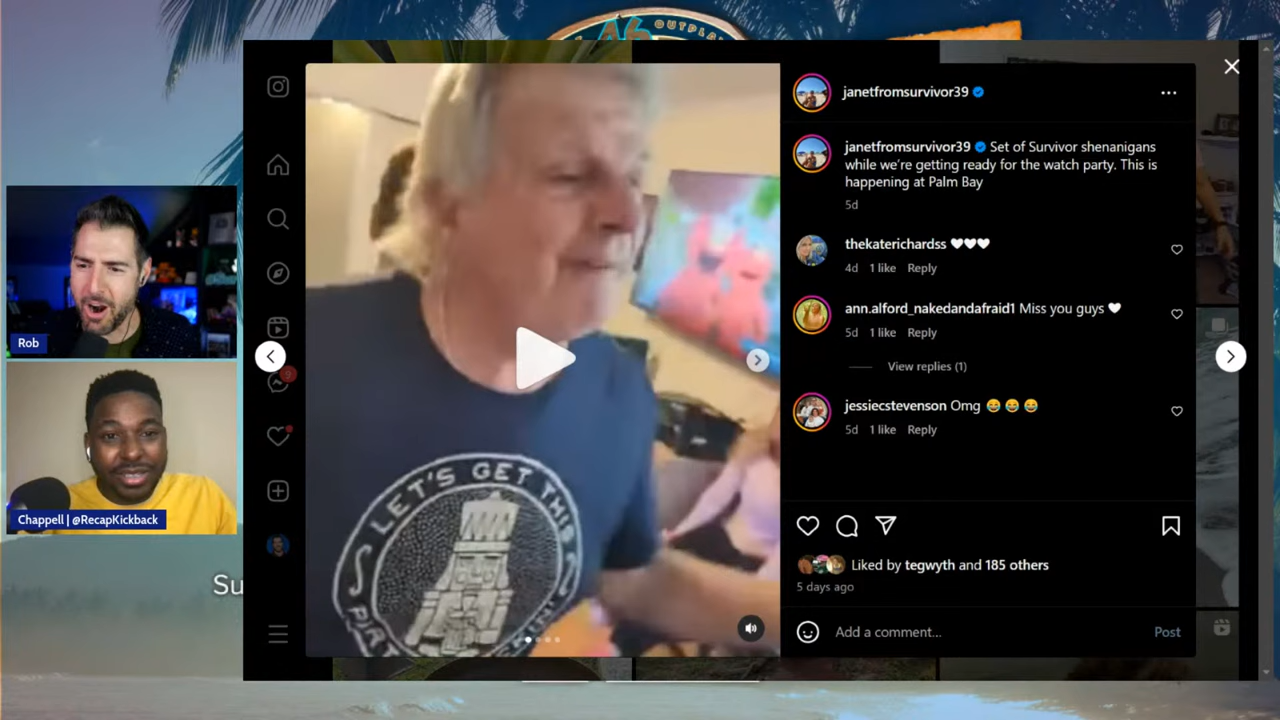 OUTPLA
Rob
Chappell | @RecapKickback
Su
9
LET'S GET THIS
janetfromsurvivor39
janetfromsurvivor39 Set of Survivor shenanigans
while we're getting ready for the watch party. This is
happening at Palm Bay
5d
thekaterichardss 🤍🤍🤍
4d 1 like Reply
ann.alford_nakedandafraid1 Miss you guys 🤍
5d 1 like Reply
View replies (1)
jessiecstevenson Omg 😂 😂 😂
5d 1 like Reply
Liked by tegwyth and 185 others
5 days ago
Add a comment...
Post